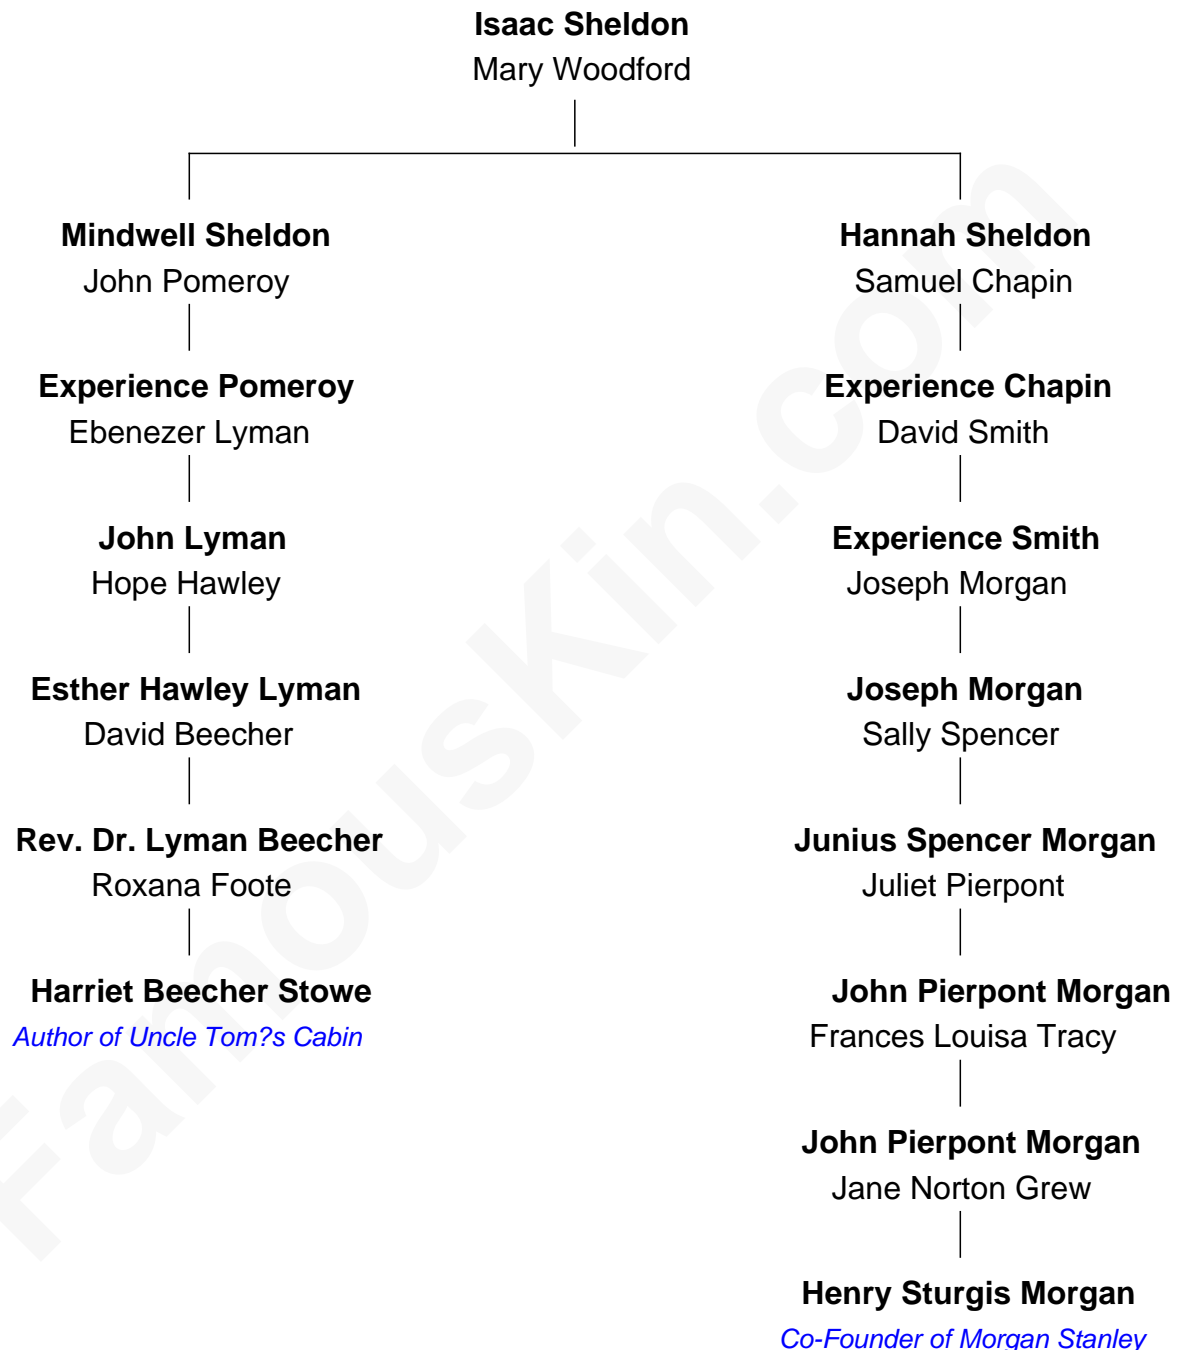 Isaac Sheldon
Mary Woodford
Mindwell Sheldon
John Pomeroy
Hannah Sheldon
Samuel Chapin
Experience Pomeroy
Ebenezer Lyman
Experience Chapin
David Smith
John Lyman
Hope Hawley
Experience Smith
Joseph Morgan
Esther Hawley Lyman
David Beecher
Joseph Morgan
Sally Spencer
Rev. Dr. Lyman Beecher
Roxana Foote
Junius Spencer Morgan
Juliet Pierpont
Harriet Beecher Stowe
Author of Uncle Tom?s Cabin
John Pierpont Morgan
Frances Louisa Tracy
John Pierpont Morgan
Jane Norton Grew
Henry Sturgis Morgan
Co-Founder of Morgan Stanley
FamousKin.com